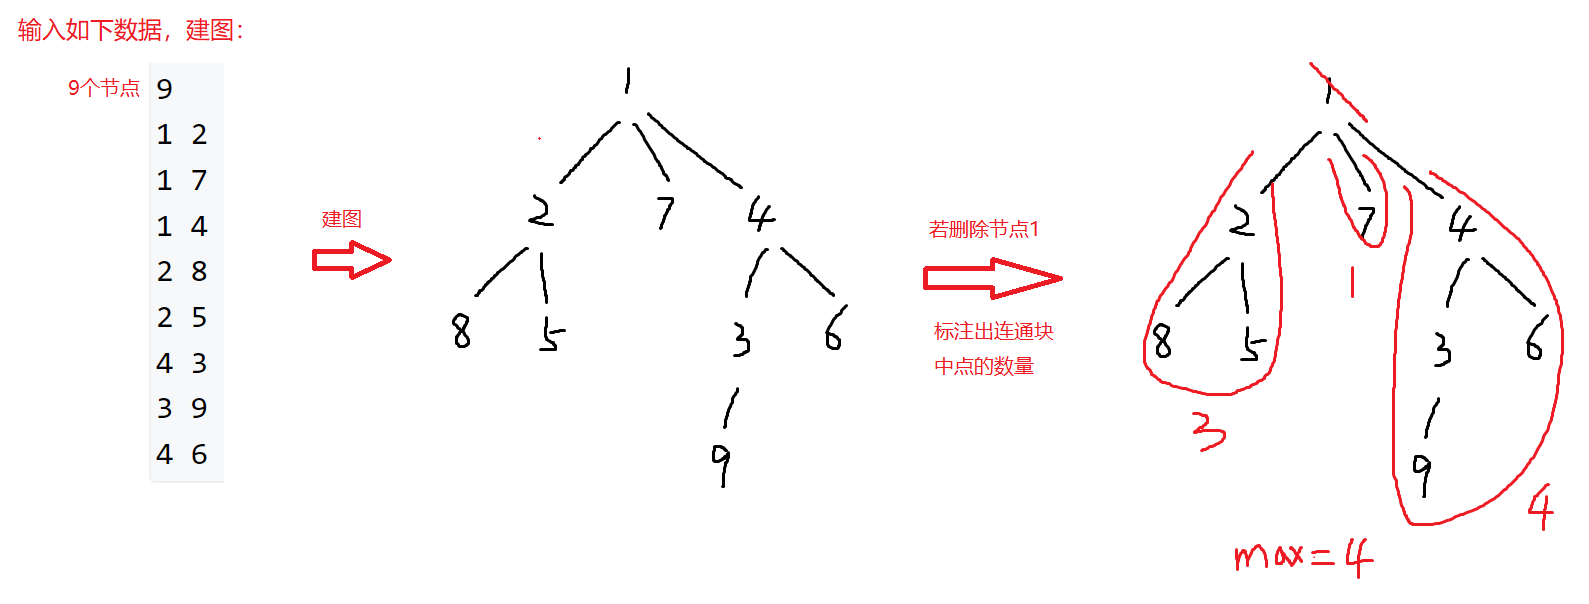 输入如下数据，建图：
9个节点
9
1 2
1 7
1 4
2 8
2 5
4 3
3 9
4 6
建图
1
2 7 4
8 5 3 6
9
若删除节点1
标注出连通块
中点的数量
1
2 7 4
1
8 5 3 6
3
9
4
max=4